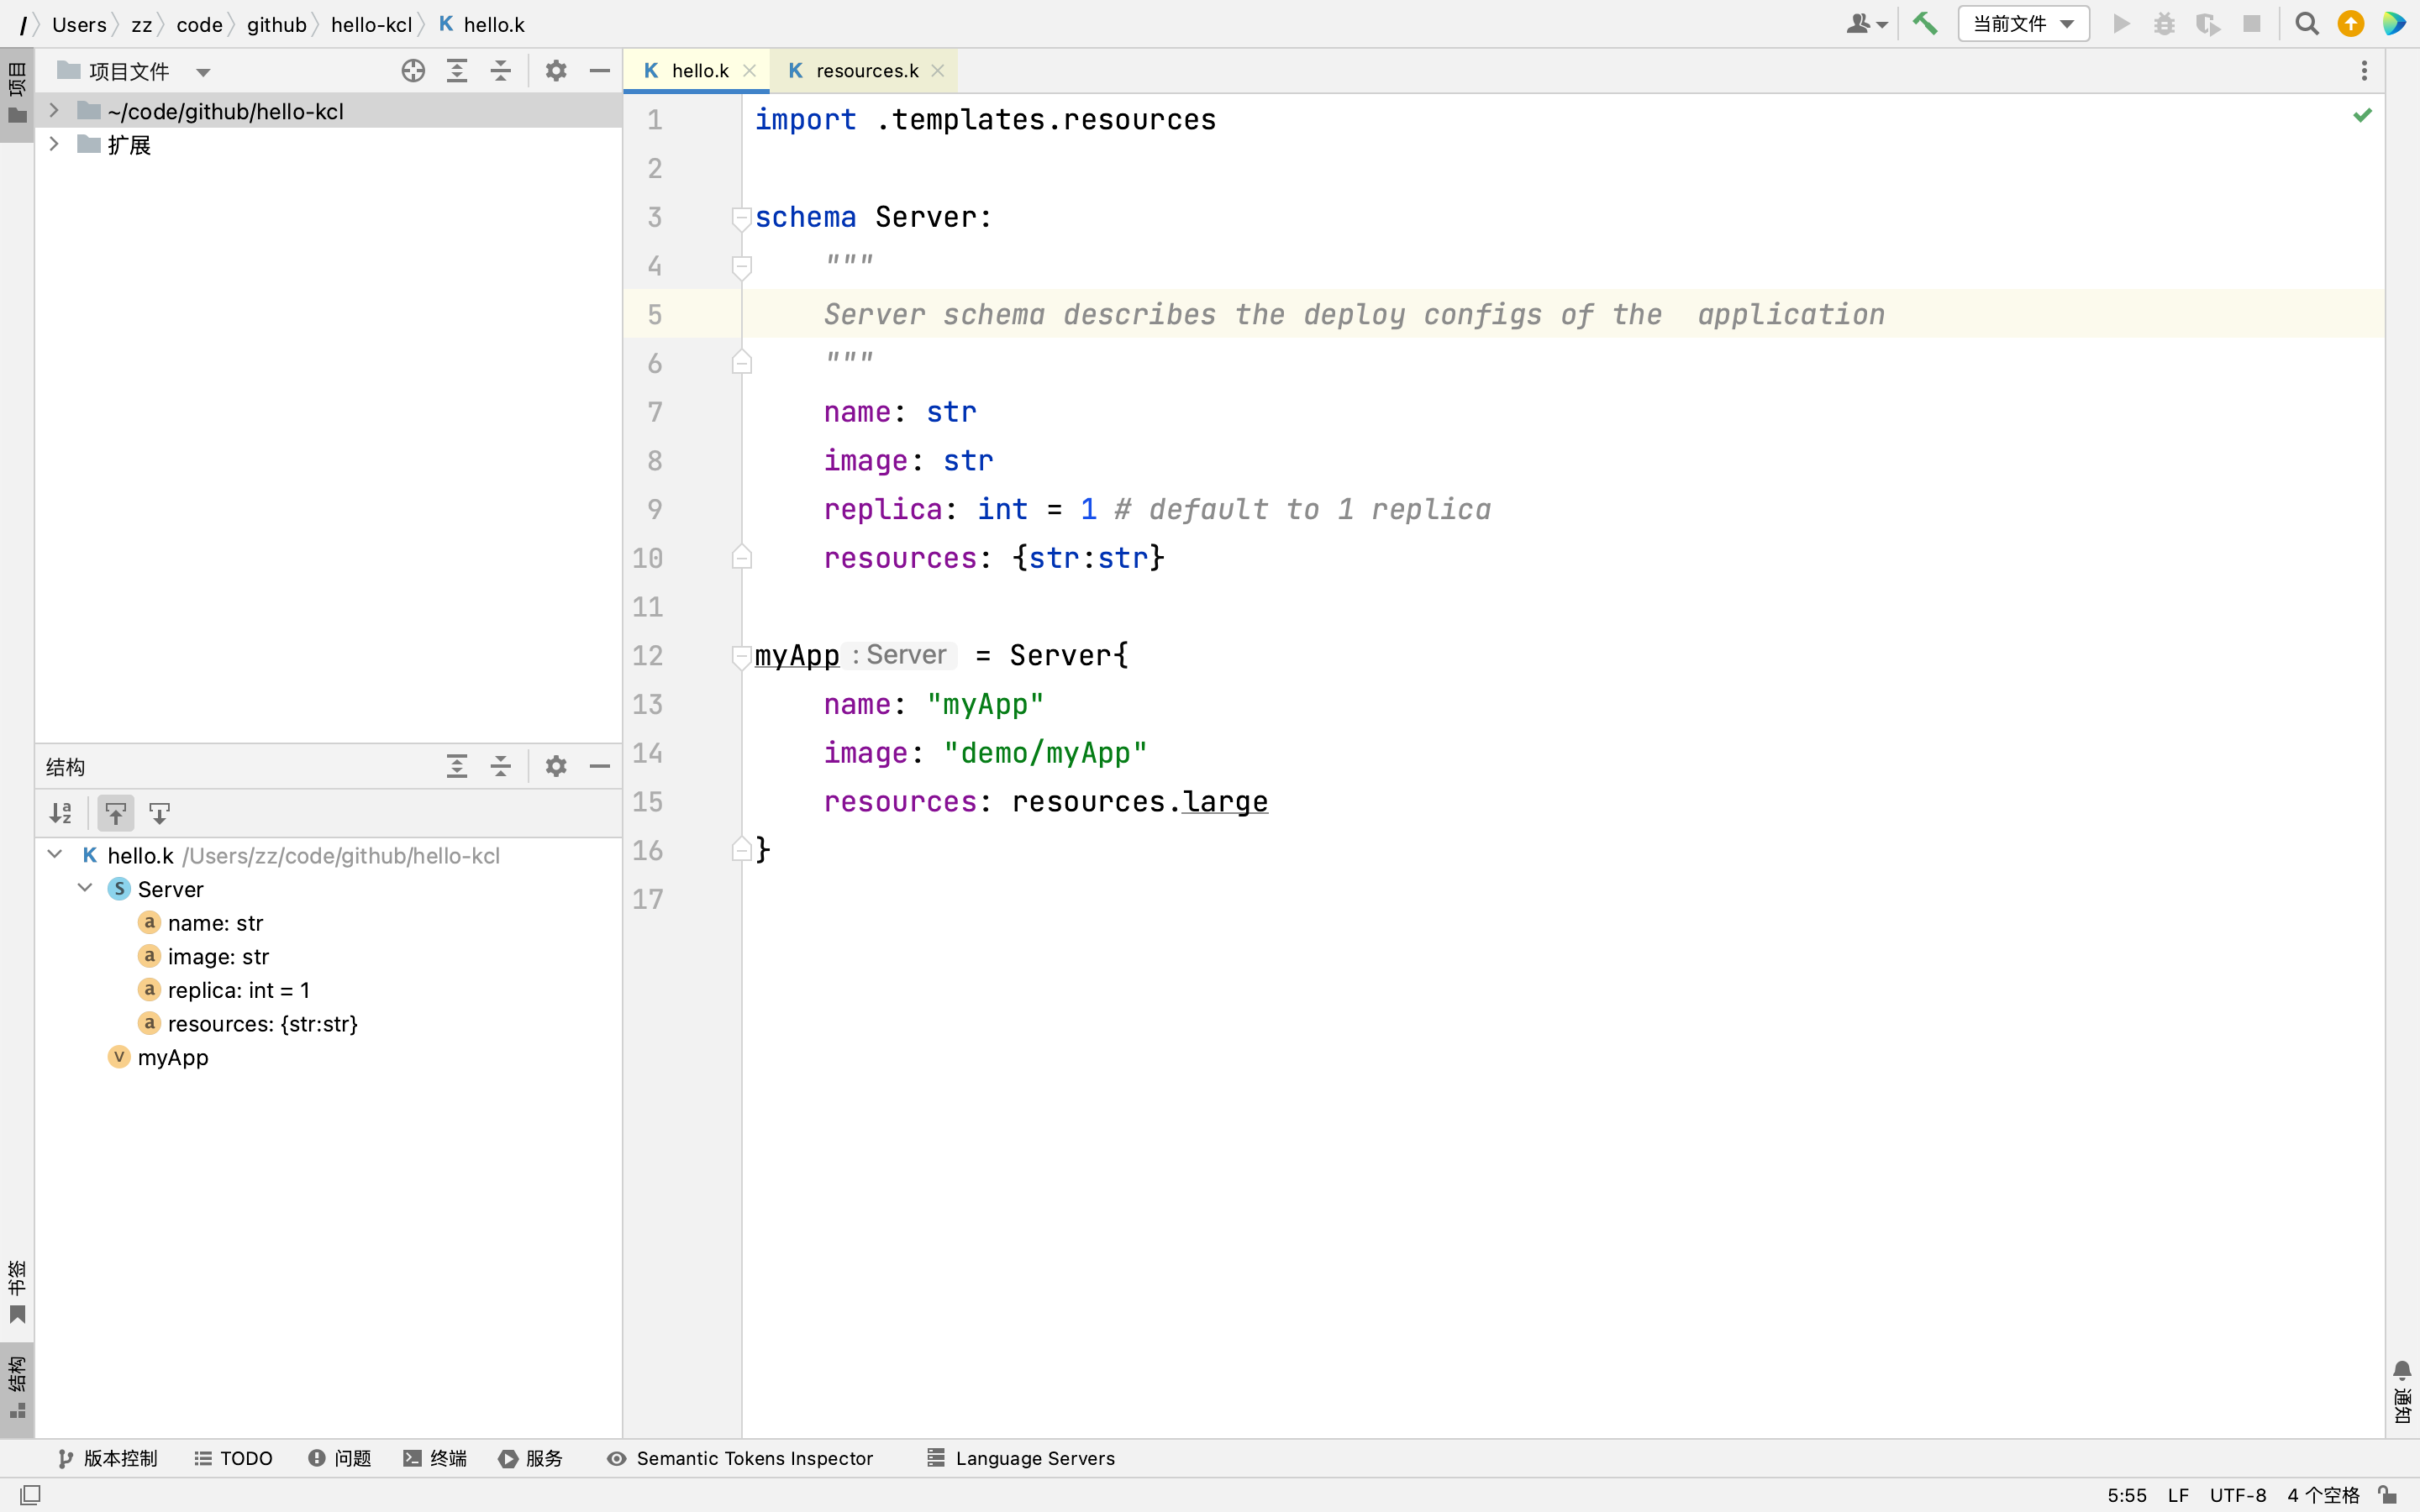 / Users zz code github hello-kcl K hello.k
当前文件
项目
项目文件
~/code/github/hello-kcl
扩展
K hello.k K resources.k
1 import .templates.resources
2
3 schema Server:
4 """
5 Server schema describes the deploy configs of the  application
6 """
7 name: str
8 image: str
9 replica: int = 1 # default to 1 replica
10 resources: {str:str}
11
12 myApp : Server = Server{
13 name: "myApp"
14 image: "demo/myApp"
15 resources: resources.large
16 }
17
结构
a
z
K hello.k /Users/zz/code/github/hello-kcl
S Server
a name: str
a image: str
a replica: int = 1
a resources: {str:str}
V myApp
书签
结构
通知
版本控制 TODO 问题 终端 服务 Semantic Tokens Inspector Language Servers
5:55 LF UTF-8 4 个空格